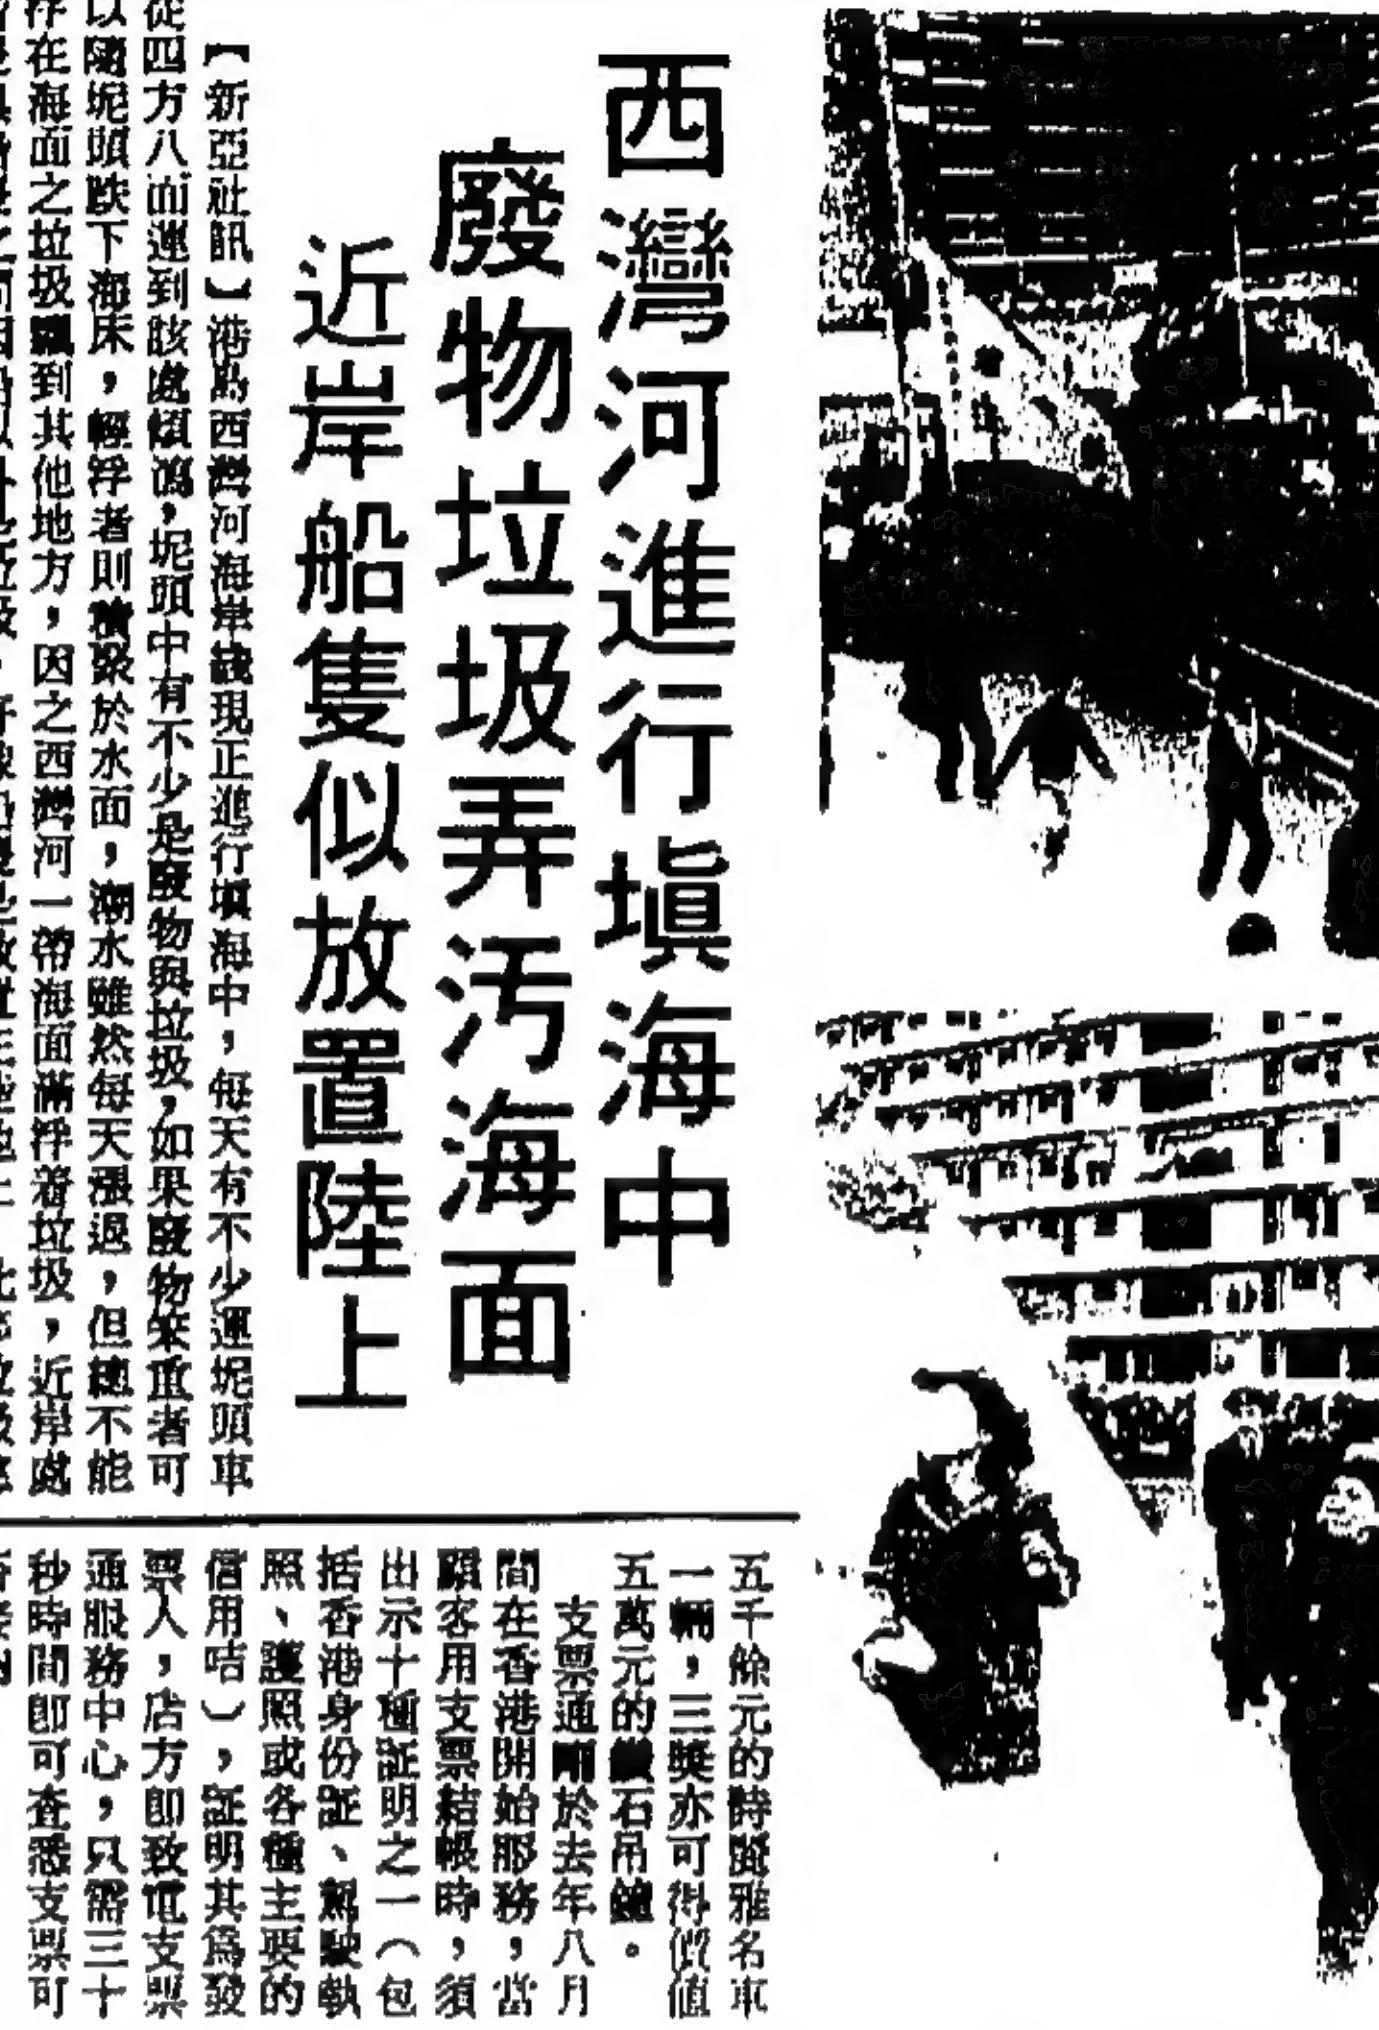 西灣河進行塡海中
廢物垃圾弄汚海面
近岸船隻似放置陸上
【新亞社訊】港島西灣河海岸綫現正進行填海中，每天有不少運坭頭車
從四方八面運到該處傾瀉，坭頭中有不少是廢物與垃圾，如果廢物笨重者可
以隨坭頭跌下海床，輕浮者則積聚於水面，潮水雖然每天漲退，但總不能
在海面之垃圾飄到其他地方，因之西灣河一帶海面滿浮着垃圾，近岸處
五千餘元的時賢雅名車
一輛，三獎亦可得價值
五萬元的鑽石吊鐘。
支票通剛於去年八月
間在香港開始服務，當
顧客用支票結帳時，須
出示十種証明之一（包
括香港身份証、駕駛執
照、護照或各種主要的
信用咭），証明其爲發
票人，店方即致電支票
通服務中心，只需三十
秒時間即可查悉支票可